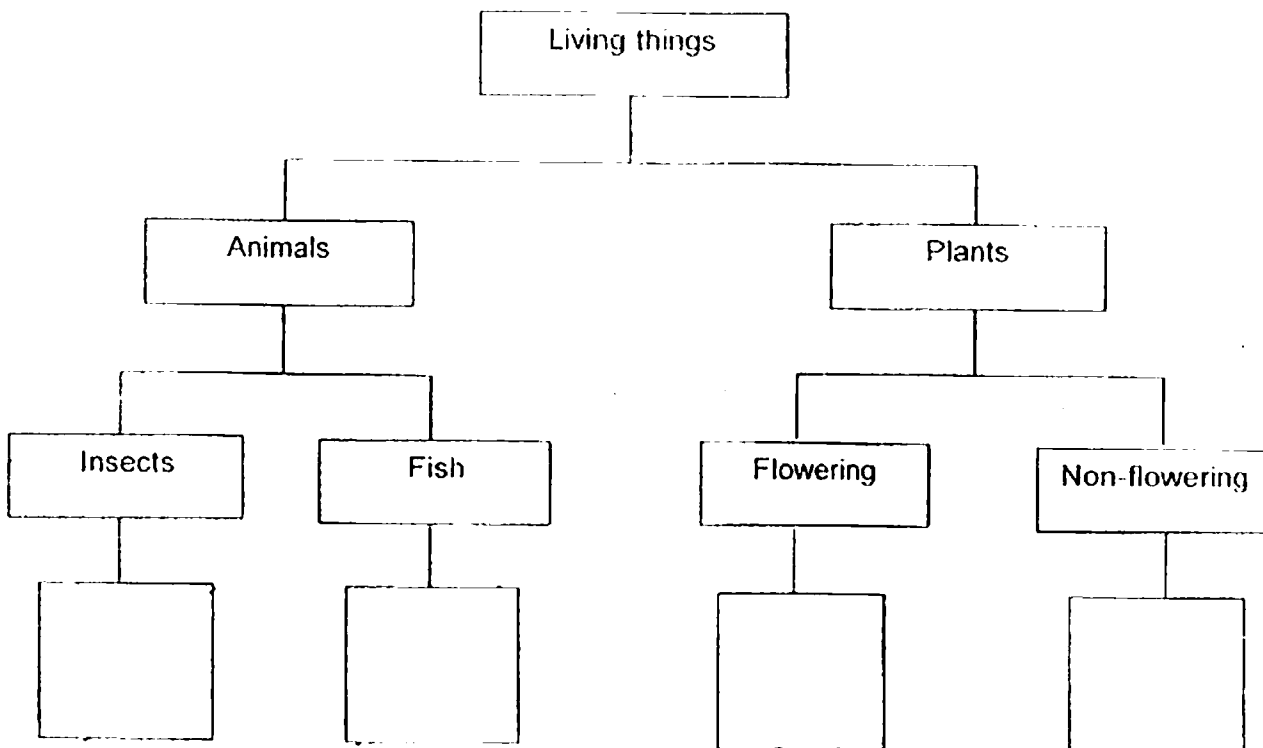 Living things
Animals
Plants
Insects
Fish
Flowering
Non-flowering